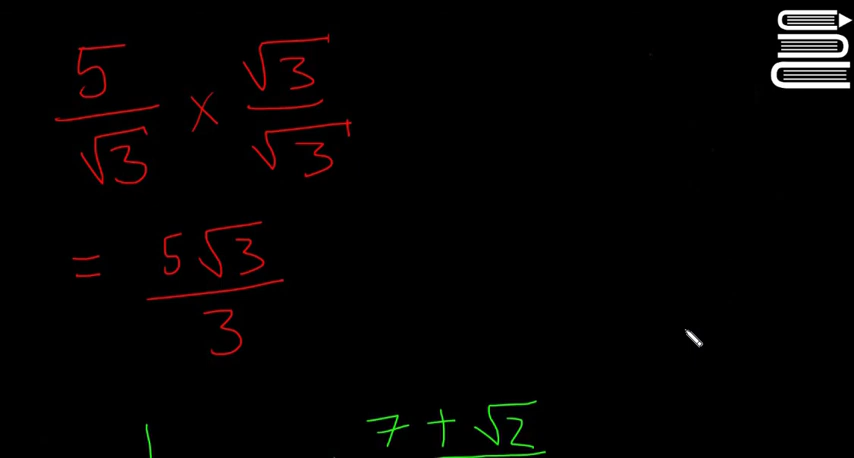 5/√3 × √3/√3
= 5√3/3
7 + √2